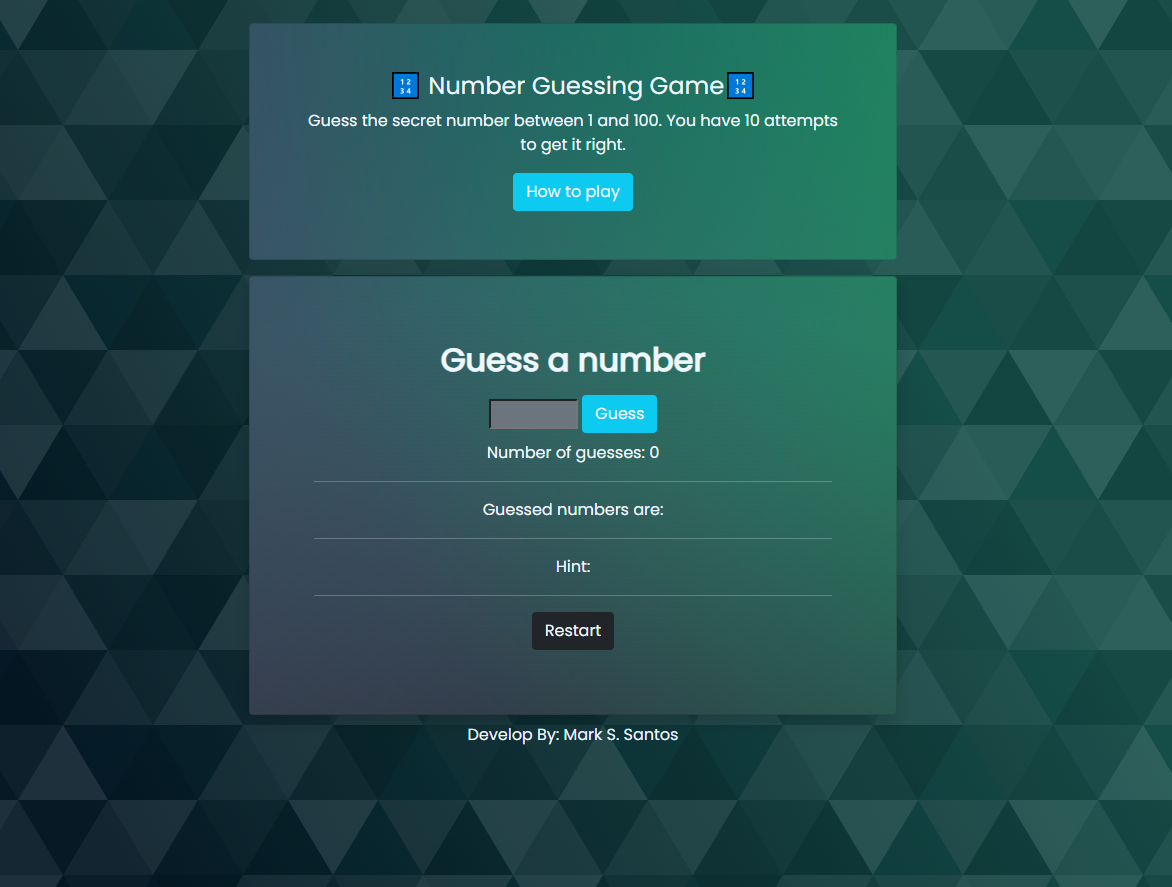 🔢 Number Guessing Game🔢
Guess the secret number between 1 and 100. You have 10 attempts
to get it right.
How to play
Guess a number
Guess
Number of guesses: 0
Guessed numbers are:
Hint:
Restart
Develop By: Mark S. Santos